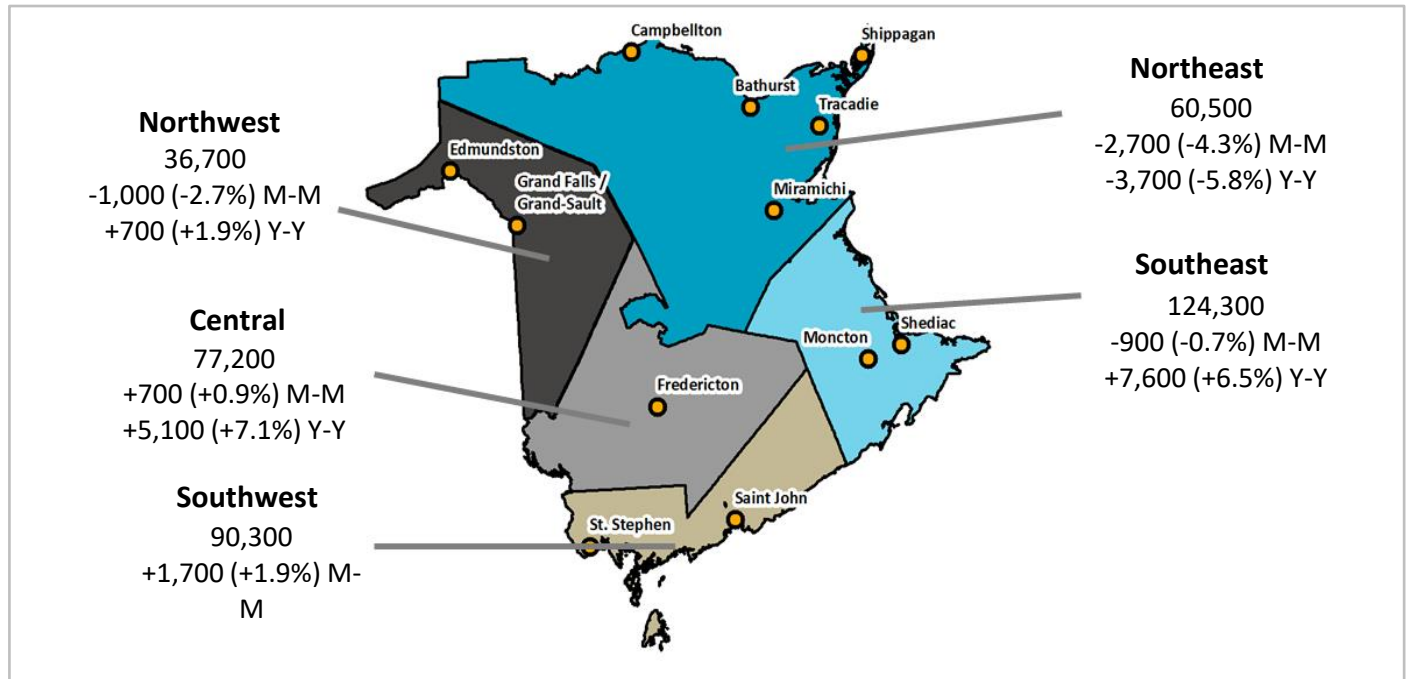 Northwest
36,700
-1,000 (-2.7%) M-M
+700 (+1.9%) Y-Y
Central
77,200
+700 (+0.9%) M-M
+5,100 (+7.1%) Y-Y
Southwest
90,300
+1,700 (+1.9%) M-
M
Campbellton
Shippagan
Bathurst
Tracadie
Edmundston
Grand Falls /
Grand-Sault
Miramichi
Moncton
Shediac
Fredericton
Saint John
St. Stephen
Northeast
60,500
-2,700 (-4.3%) M-M
-3,700 (-5.8%) Y-Y
Southeast
124,300
-900 (-0.7%) M-M
+7,600 (+6.5%) Y-Y